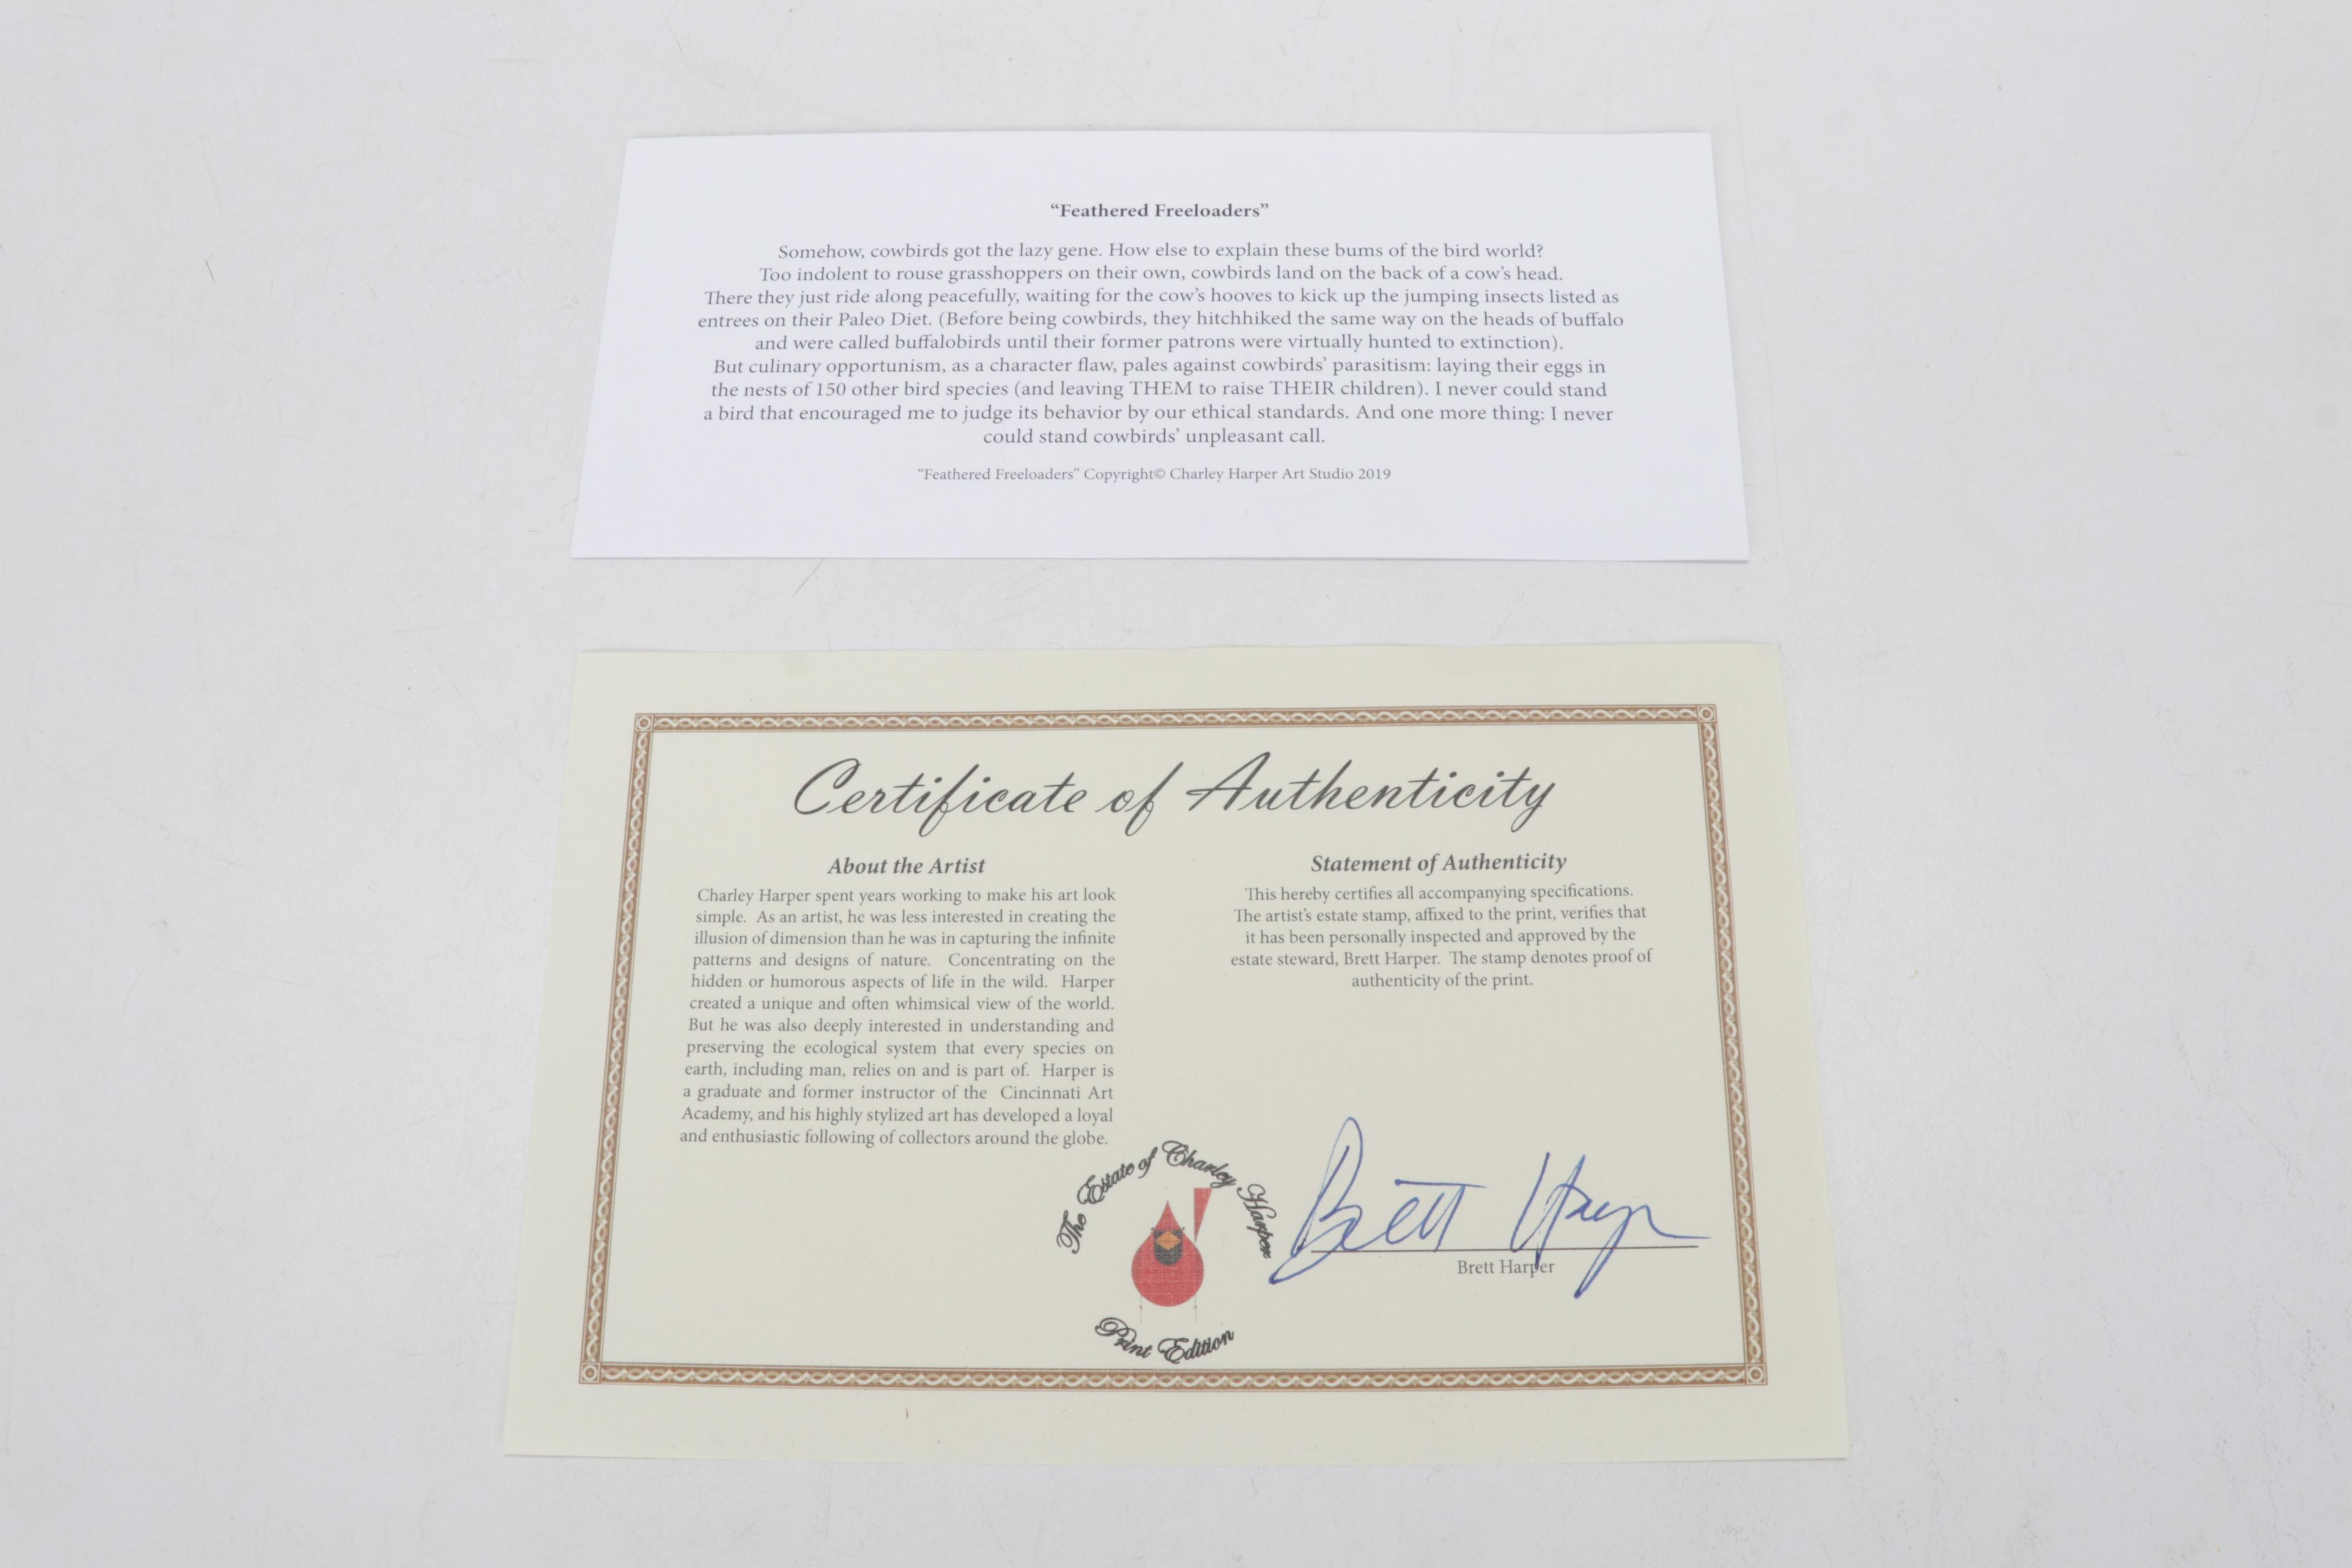 “Feathered Freeloaders”
Somehow, cowbirds got the lazy gene. How else to explain these bums of the bird world?
Too indolent to rouse grasshoppers on their own, cowbirds land on the back of a cow’s head.
There they just ride along peacefully, waiting for the cow’s hooves to kick up the jumping insects listed as
entrees on their Paleo Diet. (Before being cowbirds, they hitchhiked the same way on the heads of buffalo
and were called buffalobirds until their former patrons were virtually hunted to extinction).
But culinary opportunism, as a character flaw, pales against cowbirds’ parasitism: laying their eggs in
the nests of 150 other bird species (and leaving THEM to raise THEIR children). I never could stand
a bird that encouraged me to judge its behavior by our ethical standards. And one more thing: I never
could stand cowbirds’ unpleasant call.
“Feathered Freeloaders” Copyright© Charley Harper Art Studio 2019
Certificate of Authenticity
About the Artist
Charley Harper spent years working to make his art look
simple. As an artist, he was less interested in creating the
illusion of dimension than he was in capturing the infinite
patterns and designs of nature. Concentrating on the
hidden or humorous aspects of life in the wild. Harper
created a unique and often whimsical view of the world.
But he was also deeply interested in understanding and
preserving the ecological system that every species on
earth, including man, relies on and is part of. Harper is
a graduate and former instructor of the Cincinnati Art
Academy, and his highly stylized art has developed a loyal
and enthusiastic following of collectors around the globe.
Statement of Authenticity
This hereby certifies all accompanying specifications.
The artist’s estate stamp, affixed to the print, verifies that
it has been personally inspected and approved by the
estate steward, Brett Harper. The stamp denotes proof of
authenticity of the print.
The Estate of Charley Harper
Print Edition
Brett Harper
Brett Harper